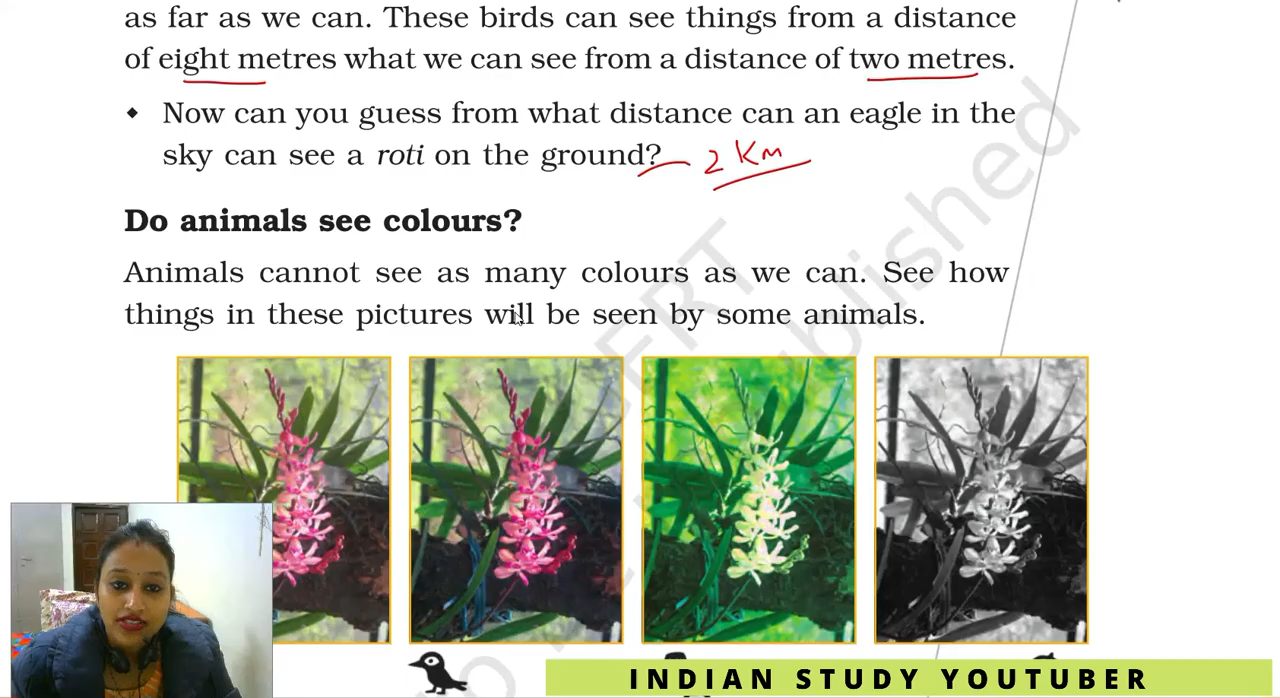 as far as we can. These birds can see things from a distance
of eight metres what we can see from a distance of two metres.
◆ Now can you guess from what distance can an eagle in the
sky can see a roti on the ground? 2 Km
Do animals see colours?
Animals cannot see as many colours as we can. See how
things in these pictures will be seen by some animals.
INDIAN STUDY YOUTUBER